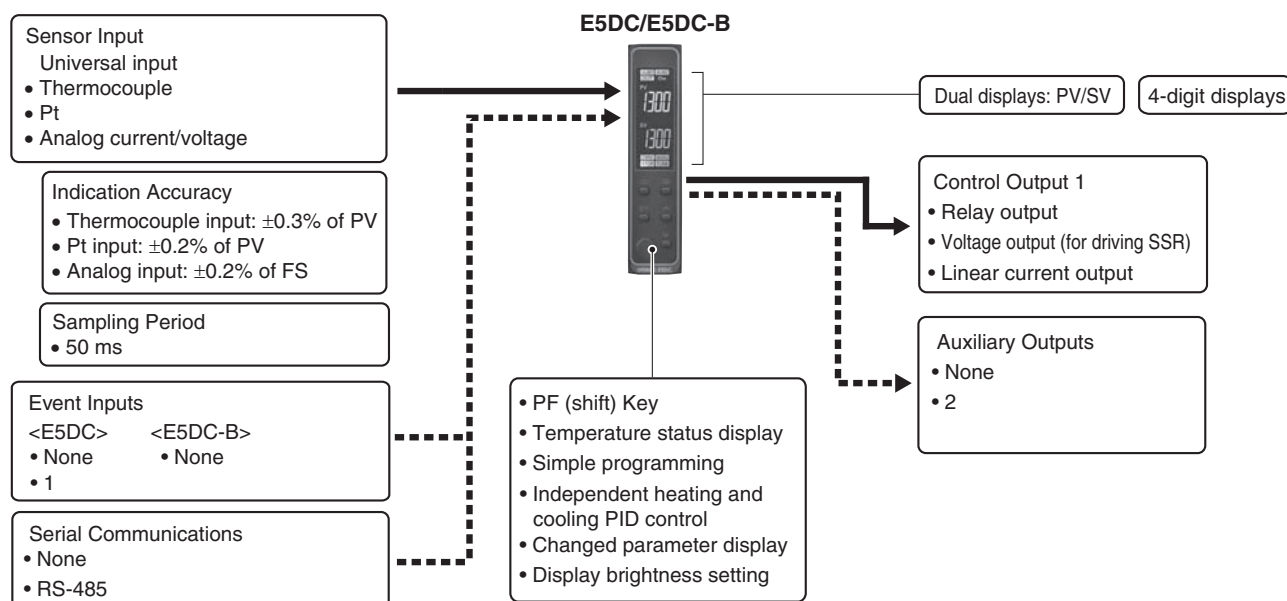 E5DC/E5DC-B
Sensor Input
Universal input
• Thermocouple
• Pt
• Analog current/voltage
Indication Accuracy
• Thermocouple input: ±0.3% of PV
• Pt input: ±0.2% of PV
• Analog input: ±0.2% of FS
Sampling Period
• 50 ms
Event Inputs
<E5DC> <E5DC-B>
• None • None
• 1
Serial Communications
• None
• RS-485
PV
1300
SV
1300
• PF (shift) Key
• Temperature status display
• Simple programming
• Independent heating and
cooling PID control
• Changed parameter display
• Display brightness setting
Dual displays: PV/SV
4-digit displays
Control Output 1
• Relay output
• Voltage output (for driving SSR)
• Linear current output
Auxiliary Outputs
• None
• 2